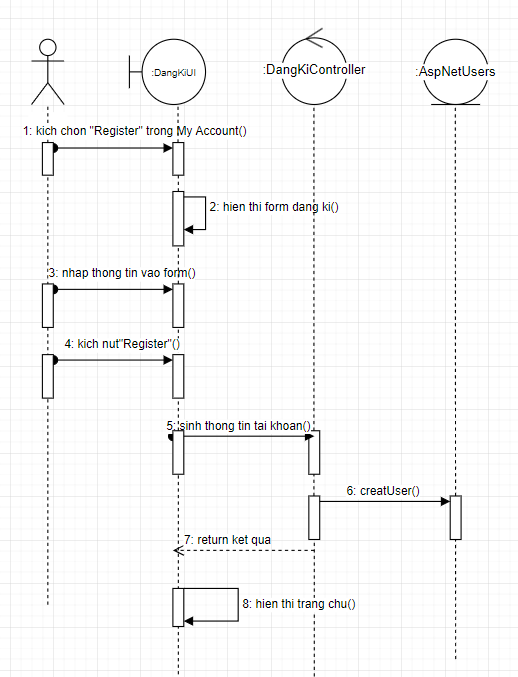 :DangKiUI
:DangKiController
:AspNetUsers
1: kich chon "Register" trong My Account()
2: hien thi form dang ki()
3: nhap thong tin vao form()
4: kich nut"Register"()
5: sinh thong tin tai khoan()
6: creatUser()
7: return ket qua
8: hien thi trang chu()